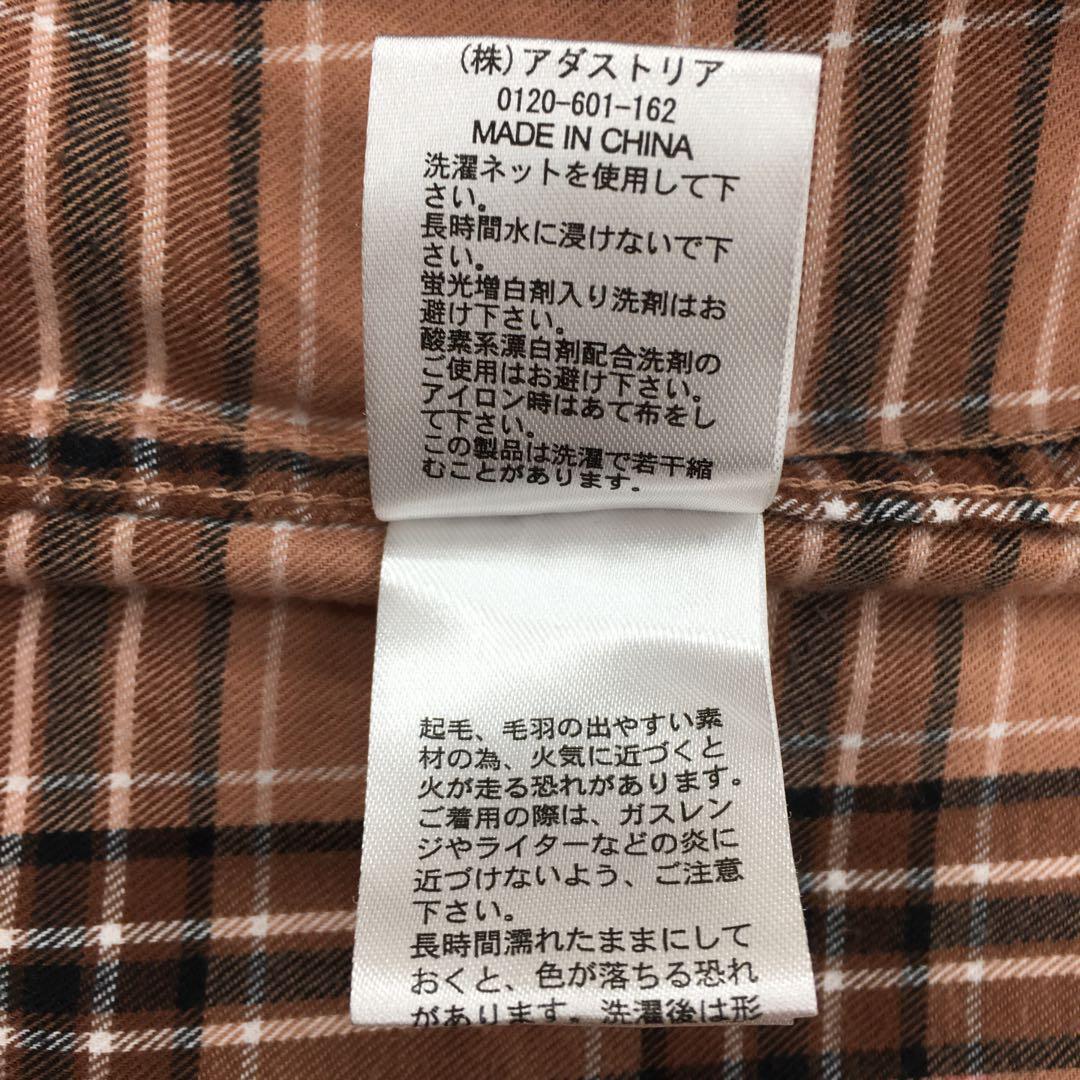 (株)アダストリア
0120-601-162
MADE IN CHINA
洗濯ネットを使用して下
さい。
長時間水に浸けないで下
さい。
蛍光増白剤入り洗剤はお
避け下さい。
酸素系漂白剤配合洗剤の
ご使用はお避け下さい。
アイロン時はあて布をし
て下さい。
この製品は洗濯で若干縮
むことがあります。
起毛、毛羽の出やすい素
材の為、火気に近づくと
火が走る恐れがあります。
ご着用の際は、ガスレン
ジやライターなどの炎に
近づけないよう、ご注意
下さい。
長時間濡れたままにして
おくと、色が落ちる恐れ
があります。洗濯後は形